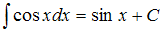 ∫cos xdx = sin x + C